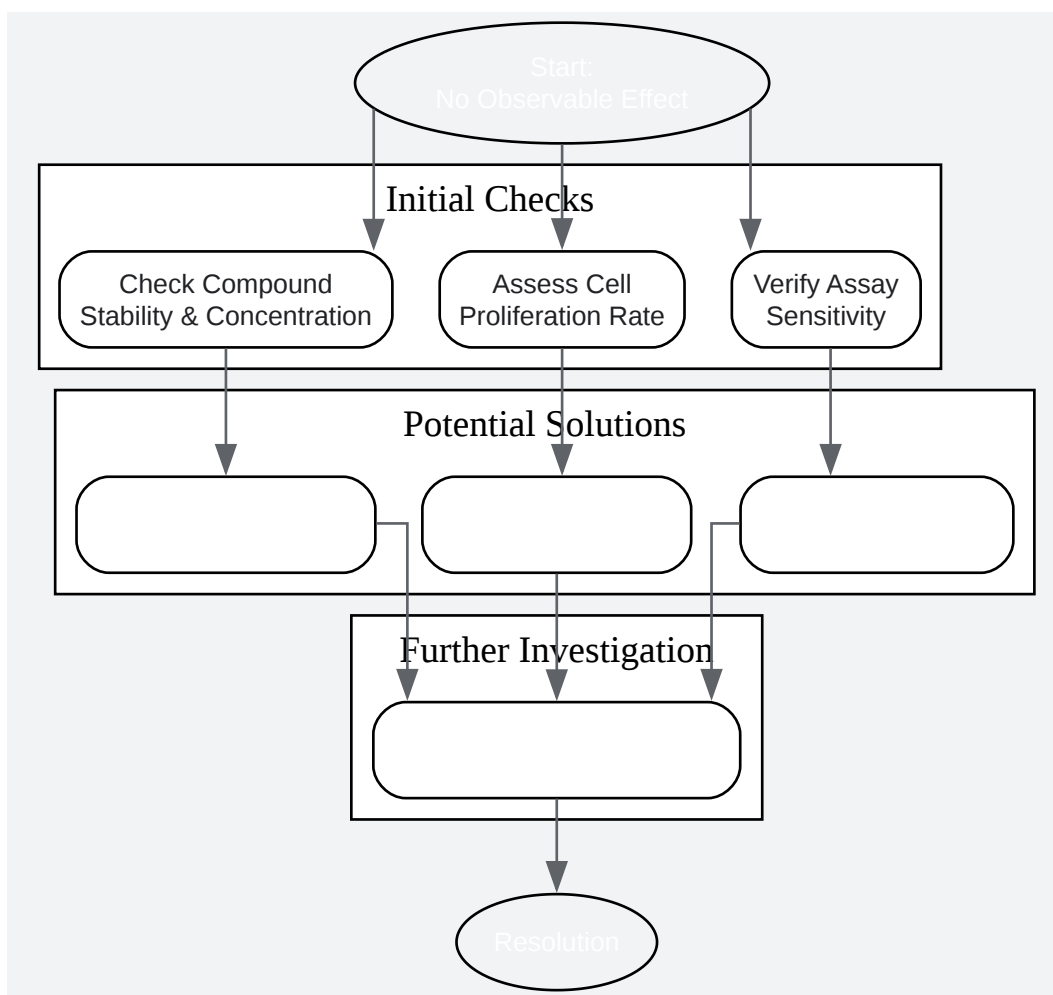 Start:
No Observable Effect
Initial Checks
Check Compound
Stability & Concentration
Assess Cell
Proliferation Rate
Verify Assay
Sensitivity
Potential Solutions
Further Investigation
Resolution